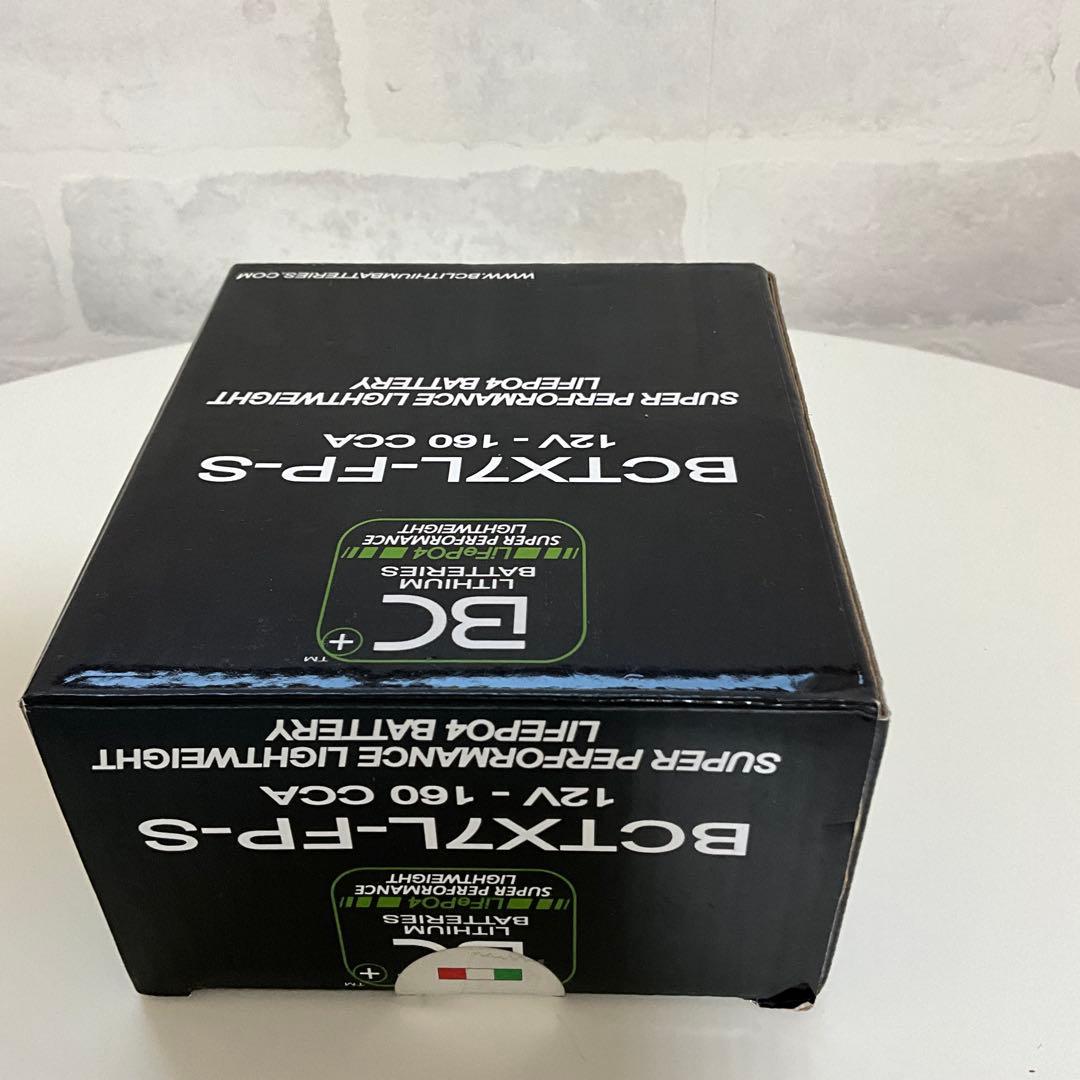 BC
+
TM
LITHIUM
BATTERIES
LiFePO4
SUPER PERFORMANCE
LIGHTWEIGHT
BCTX7L-FP-S
12V - 160 CCA
SUPER PERFORMANCE LIGHTWEIGHT
LIFEPO4 BATTERY
WWW.BCLITHIUMBATTERIES.COM
BC
+
TM
LITHIUM
BATTERIES
LiFePO4
SUPER PERFORMANCE
LIGHTWEIGHT
BCTX7L-FP-S
12V - 160 CCA
SUPER PERFORMANCE LIGHTWEIGHT
LIFEPO4 BATTERY